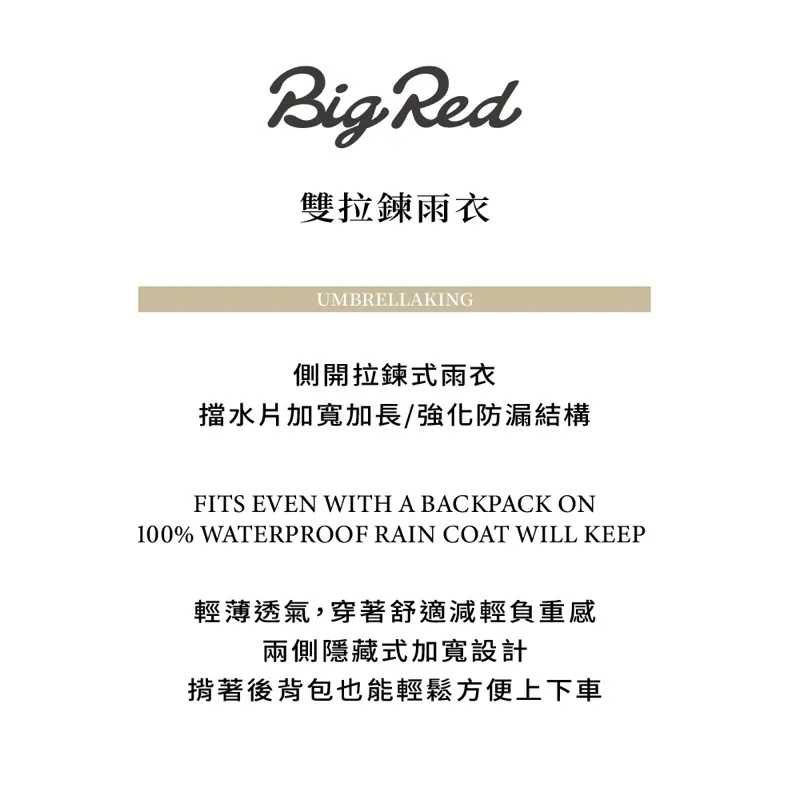 Big Red
雙拉鍊雨衣
UMBRELLAKING
側開拉鍊式雨衣
擋水片加寬加長/強化防漏結構
FITS EVEN WITH A BACKPACK ON
100% WATERPROOF RAIN COAT WILL KEEP
輕薄透氣,穿著舒適減輕負重感
兩側隱藏式加寬設計
揹著後背包也能輕鬆方便上下車